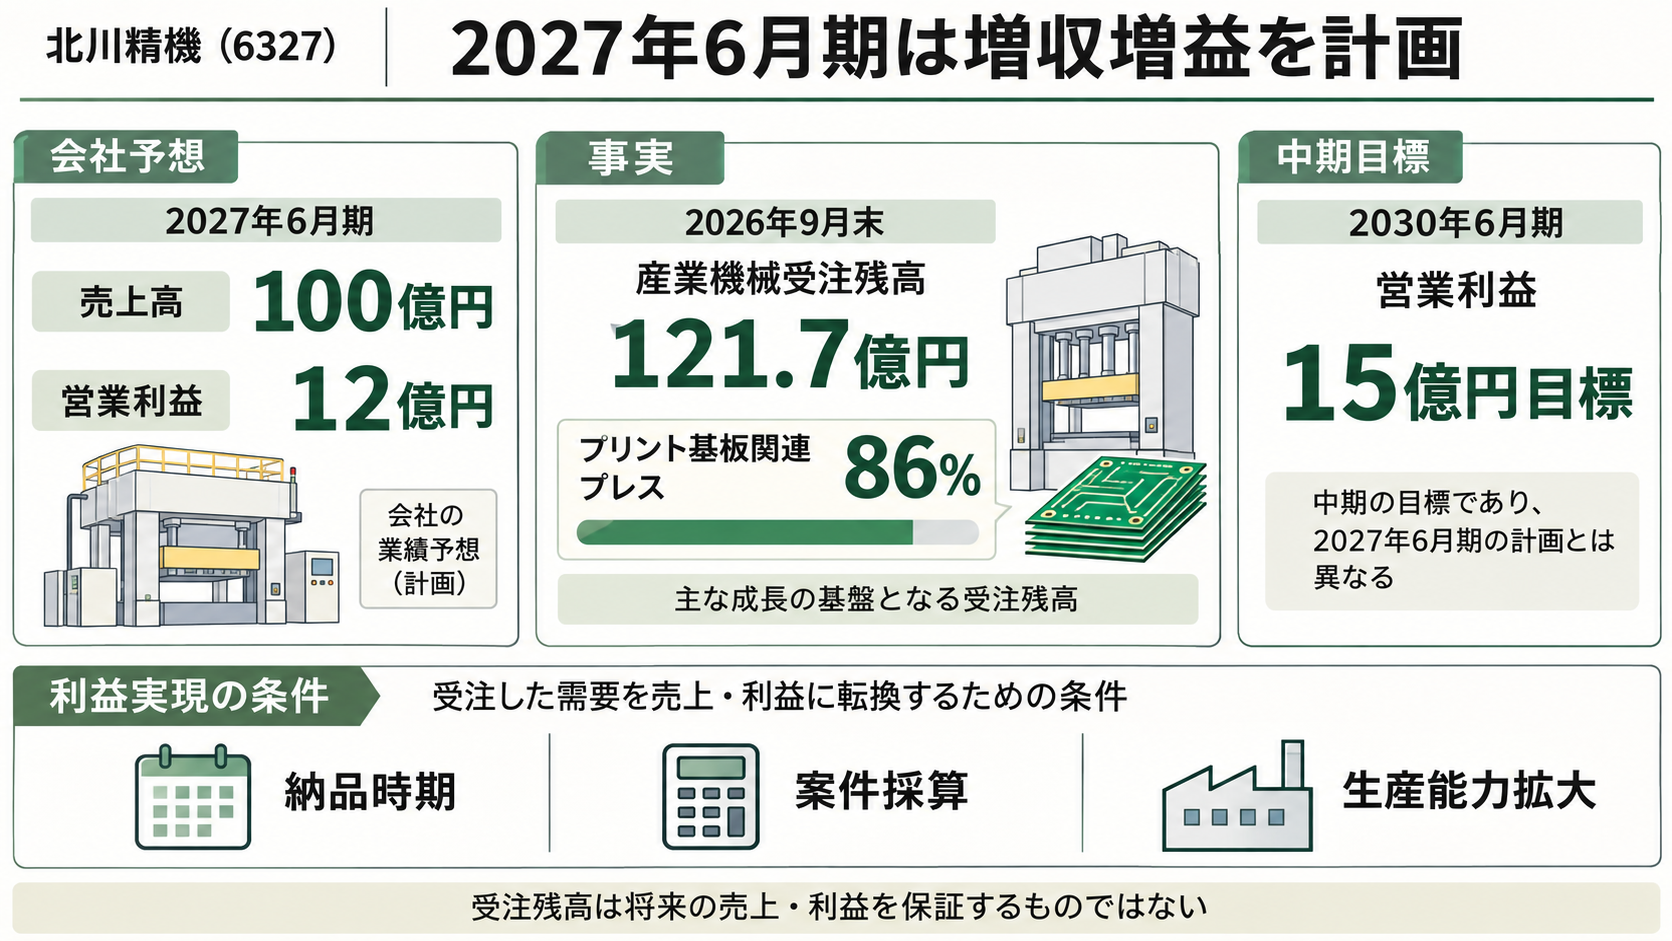 北川精機（6327）
2027年6月期は増収増益を計画
会社予想
2027年6月期
売上高
100億円
営業利益
12億円
会社の
業績予想
（計画）
事実
2026年9月末
産業機械受注残高
121.7億円
プリント基板関連
プレス
86%
主な成長の基盤となる受注残高
中期目標
2030年6月期
営業利益
15億円目標
中期の目標であり、
2027年6月期の計画とは
異なる
利益実現の条件
受注した需要を売上・利益に転換するための条件
納品時期
案件採算
生産能力拡大
受注残高は将来の売上・利益を保証するものではない